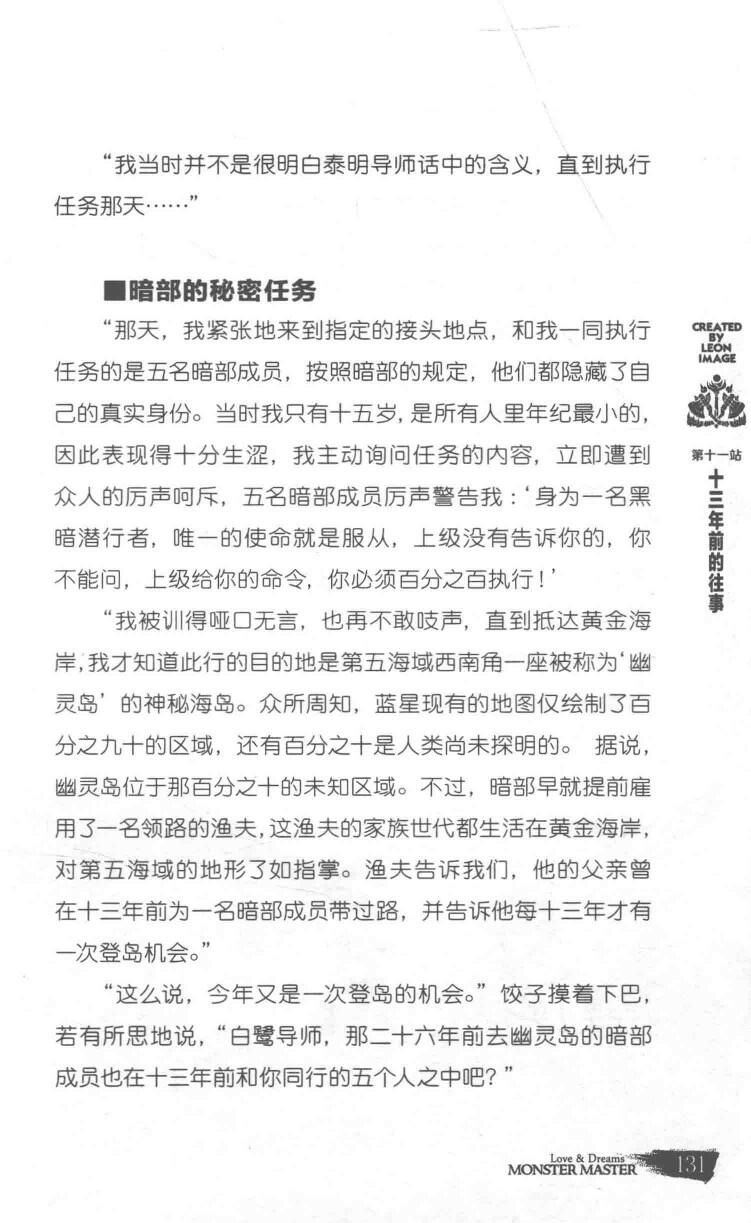 “我当时并不是很明白泰明导师话中的含义，直到执行
任务那天……”
■暗部的秘密任务
“那天，我紧张地来到指定的接头地点，和我一同执行
任务的是五名暗部成员，按照暗部的规定，他们都隐藏了自
己的真实身份。当时我只有十五岁，是所有人里年纪最小的，
因此表现得十分生涩，我主动询问任务的内容，立即遭到
众人的厉声呵斥，五名暗部成员厉声警告我：‘身为一名黑
暗潜行者，唯一的使命就是服从，上级没有告诉你的，你
不能问，上级给你的命令，你必须百分之百执行！’
“我被训得哑口无言，也再不敢吱声，直到抵达黄金海
岸，我才知道此行的目的地是第五海域西南角一座被称为‘幽
灵岛’的神秘海岛。众所周知，蓝星现有的地图仅绘制了百
分之九十的区域，还有百分之十是人类尚未探明的。 据说，
幽灵岛位于那百分之十的未知区域。不过，暗部早就提前雇
用了一名领路的渔夫，这渔夫的家族世代都生活在黄金海岸，
对第五海域的地形了如指掌。渔夫告诉我们，他的父亲曾
在十三年前为一名暗部成员带过路，并告诉他每十三年才有
一次登岛机会。”
“这么说，今年又是一次登岛的机会。”饺子摸着下巴，
若有所思地说，“白鹭导师，那二十六年前去幽灵岛的暗部
成员也在十三年前和你同行的五个人之中吧？”
CREATED
BY
LEON
IMAGE
第十一站
十三年前的往事
Love & Dreams
MONSTER MASTER
131